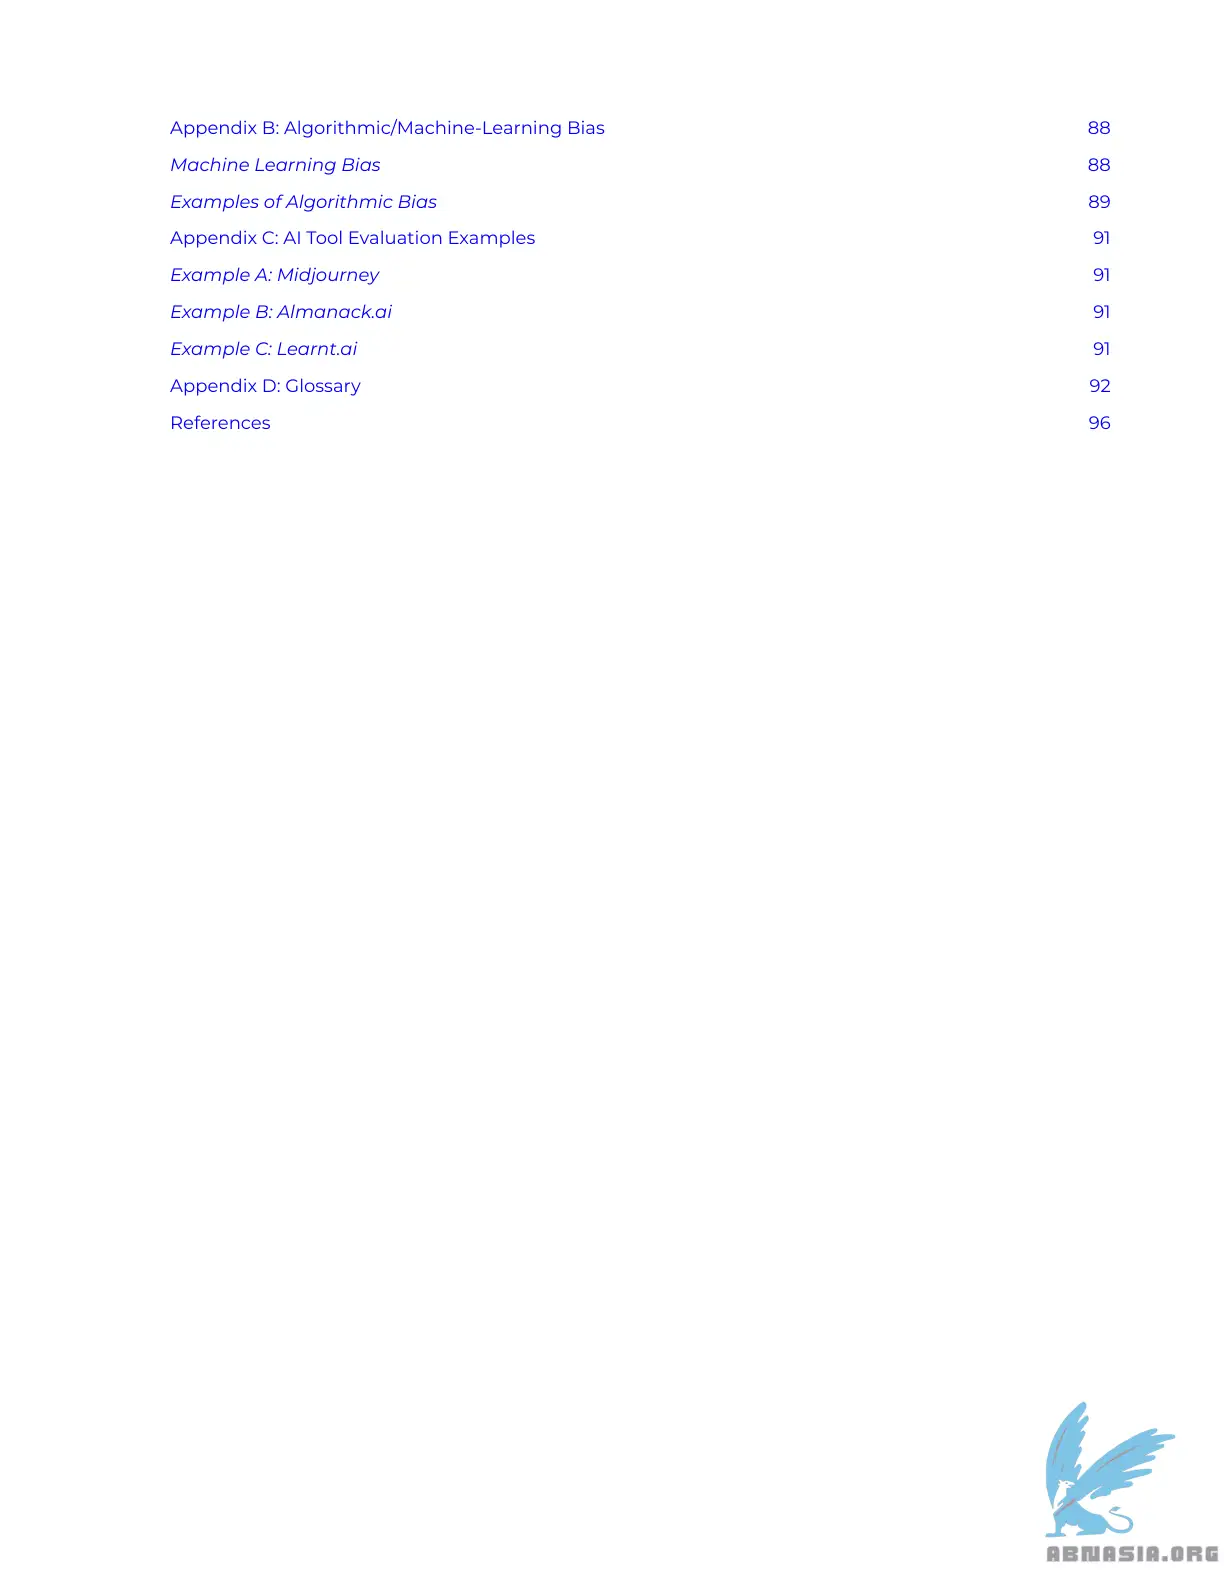 Appendix B: Algorithmic/Machine-Learning Bias 88
Machine Learning Bias 88
Examples of Algorithmic Bias 89
Appendix C: AI Tool Evaluation Examples 91
Example A: Midjourney 91
Example B: Almanack.ai 91
Example C: Learnt.ai 91
Appendix D: Glossary 92
References 96
ABNASIA.ORG